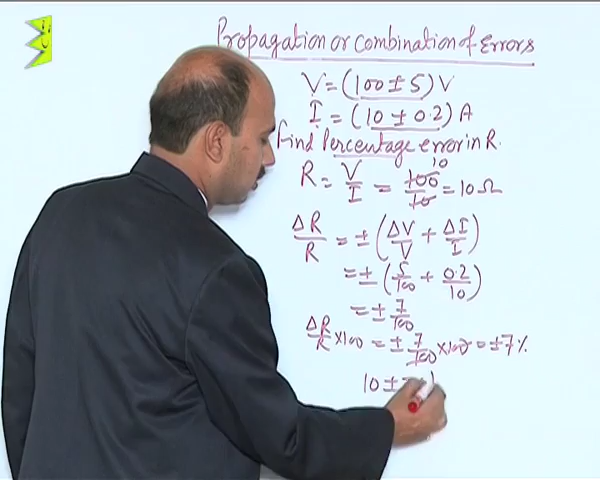 Propagation or Combination of Errors
V = (100 ± 5) V
I = (10 ± 0.2) A
Find Percentage error in R.
R = V/I = 100/10 = 10 Ω
10
ΔR/R = ± (ΔV/V + ΔI/I)
= ± (5/100 + 0.2/10)
= ± 7/100
ΔR/R × 100 = ± 7/100 × 100 = ± 7%
10 ±